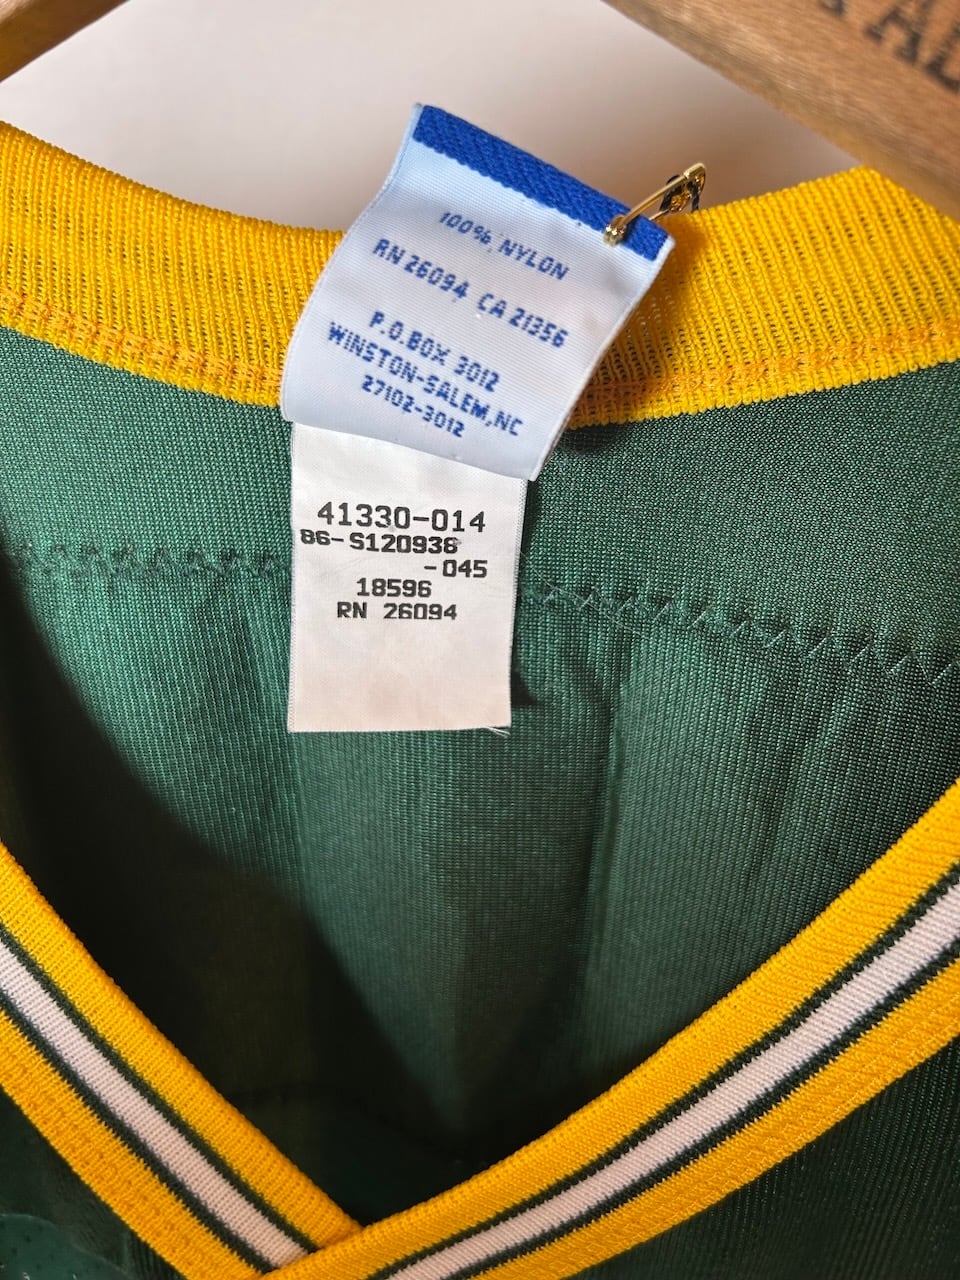 100% NYLON
RN 26094 CA 21356
P.O. BOX 3012
WINSTON-SALEM, NC
27102-3012
41330-014
86-S120938
-045
18596
RN 26094